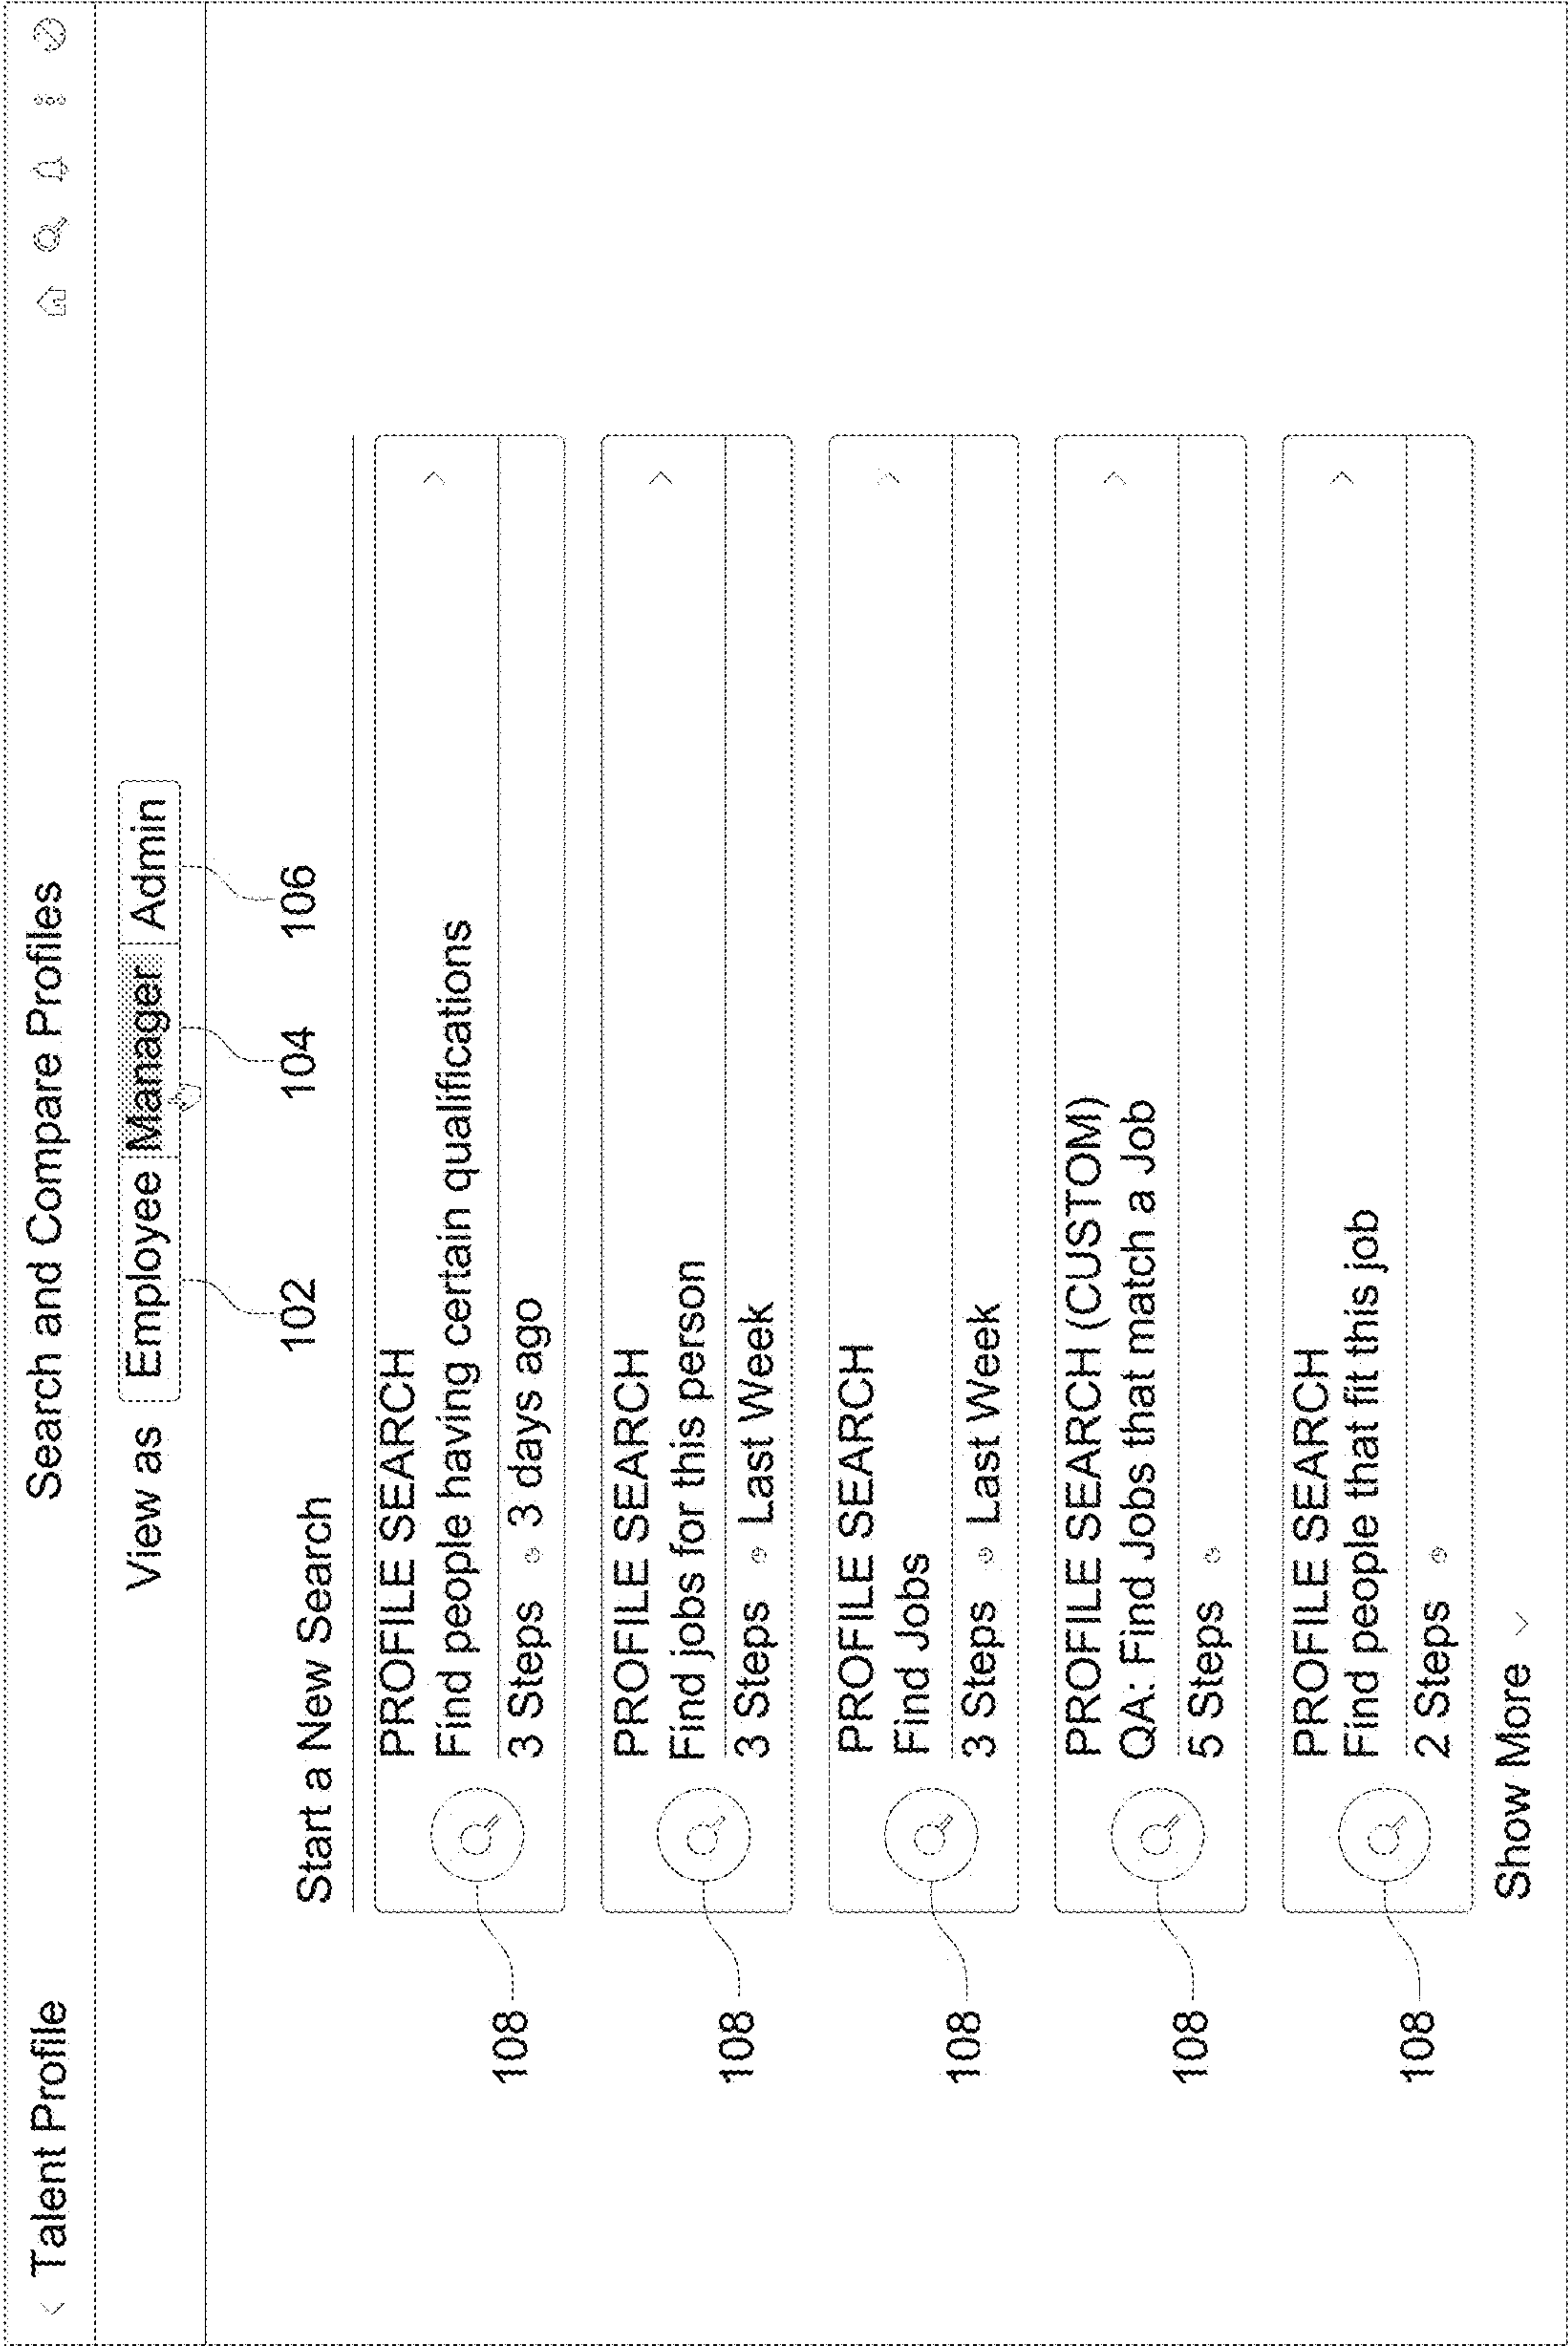 Talent Profile
Search and Compare Profiles
View as Employee Manager Admin
102
104
106
Start a New Search
PROFILE SEARCH
Find people having certain qualifications
3 Steps 3 days ago
108
PROFILE SEARCH
Find jobs for this person
3 Steps Last Week
108
PROFILE SEARCH
Find Jobs
3 Steps Last Week
108
PROFILE SEARCH (CUSTOM)
QA: Find Jobs that match a Job
5 Steps
108
PROFILE SEARCH
Find people that fit this job
2 Steps
108
Show More